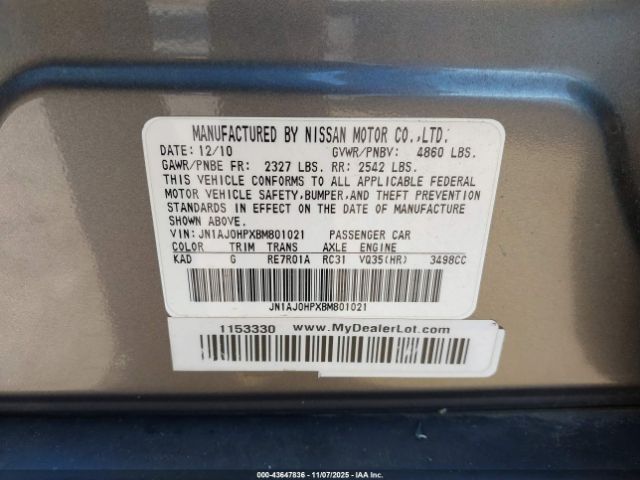 MANUFACTURED BY NISSAN MOTOR CO.,LTD.
DATE: 12/10 GVWR/PNBV: 4860 LBS.
GAWR/PNBE FR: 2327 LBS. RR: 2542 LBS.
THIS VEHICLE CONFORMS TO ALL APPLICABLE FEDERAL
MOTOR VEHICLE SAFETY,BUMPER,AND THEFT PREVENTION
STANDARDS IN EFFECT ON THE DATE OF MANUFACTURE
SHOWN ABOVE.
VIN: JN1AJ0HPXBM801021 PASSENGER CAR
COLOR TRIM TRANS AXLE ENGINE
KAD G RE7R01A RC31 VQ35(HR) 3498CC
JN1AJ0HPXBM801021
1153330 www.MyDealerLot.com
© 43647836 - 11/07/2025 - IAAI.COM